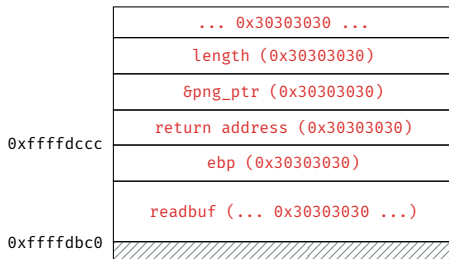 ... 0x30303030 ...
length (0x30303030)
&png_ptr (0x30303030)
return address (0x30303030)
0xffffdccc
ebp (0x30303030)
readbuf (... 0x30303030 ...)
0xffffdbc0